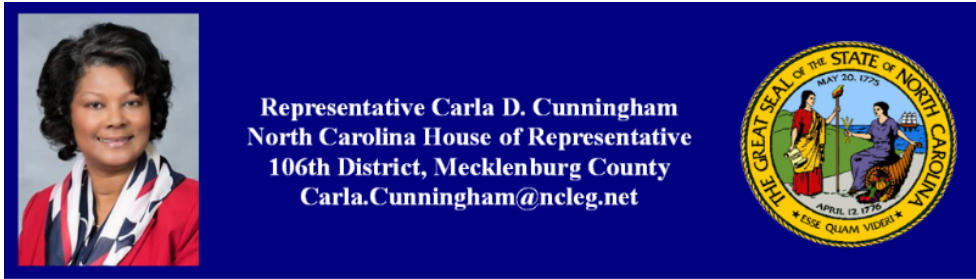 Representative Carla D. Cunningham
North Carolina House of Representative
106th District, Mecklenburg County
Carla.Cunningham@ncleg.net
THE GREAT SEAL OF THE STATE OF NORTH CAROLINA
MAY 20, 1775
APRIL 12, 1776
★ ESSE QUAM VIDERI ★